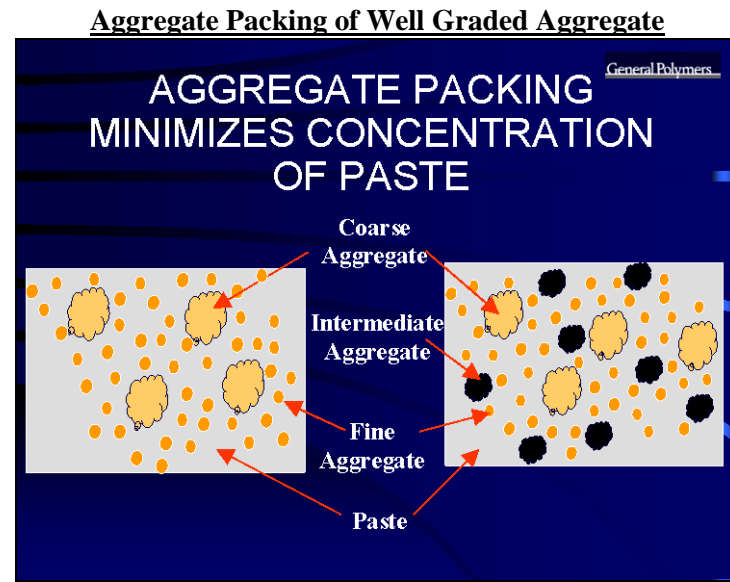 Aggregate Packing of Well Graded Aggregate
General Polymers
AGGREGATE PACKING
MINIMIZES CONCENTRATION
OF PASTE
Coarse
Aggregate
Intermediate
Aggregate
Fine
Aggregate
Paste